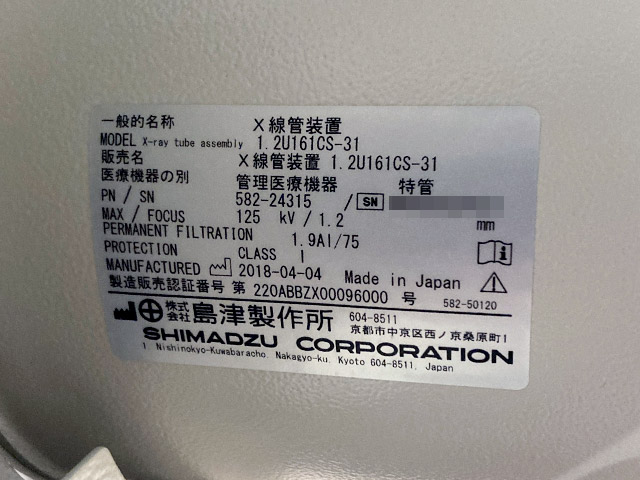 一般的名称 X線管装置
MODEL X-ray tube assembly 1.2U161CS-31
販売名 X線管装置 1.2U161CS-31
医療機器の別 管理医療機器 特管
PN / SN 582-24315 / SN
MAX / FOCUS 125 kV / 1.2 mm
PERMANENT FILTRATION 1.9Al/75
PROTECTION CLASS I
MANUFACTURED 2018-04-04 Made in Japan
製造販売認証番号 第 220ABBZX00096000 号 582-50120
株式会社 島津製作所 604-8511
京都市中京区西ノ京桑原町1
SHIMADZU CORPORATION
1. Nishinokyo-Kuwabaracho. Nakagyo-ku. Kyoto 604-8511. Japan